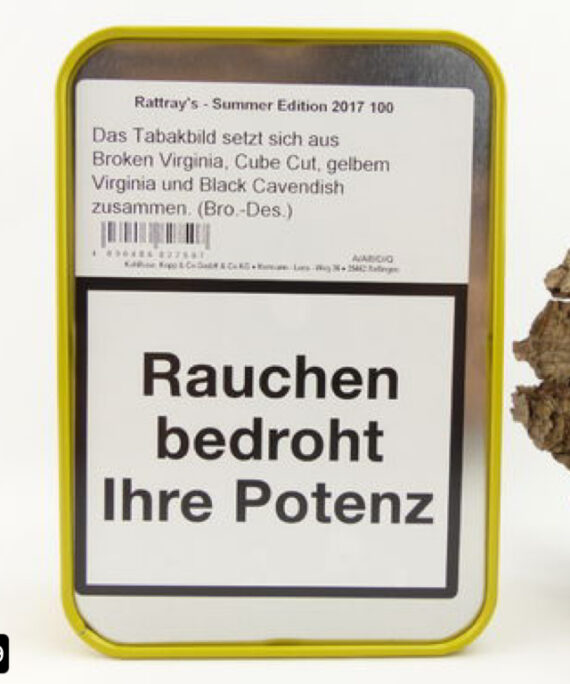 Rattray's - Summer Edition 2017 100
Das Tabakbild setzt sich aus
Broken Virginia, Cube Cut, gelbem
Virginia und Black Cavendish
zusammen. (Bro.-Des.)
Rauchen
bedroht
Ihre Potenz